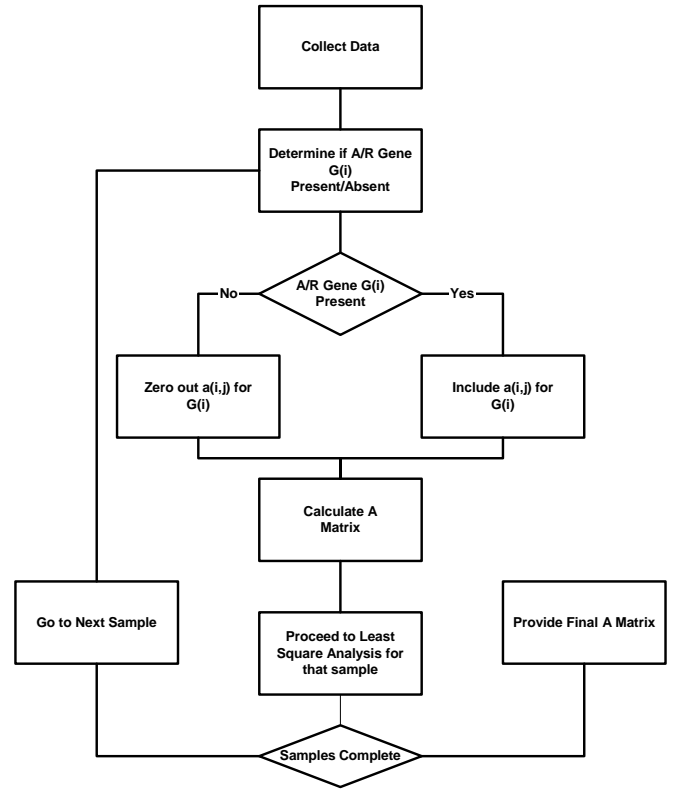 Collect Data
Determine if A/R Gene
G(i)
Present/Absent
A/R Gene G(i)
Present
No
Yes
Zero out a(i,j) for
G(i)
Include a(i,j) for
G(i)
Calculate A
Matrix
Go to Next Sample
Proceed to Least
Square Analysis for
that sample
Provide Final A Matrix
Samples Complete